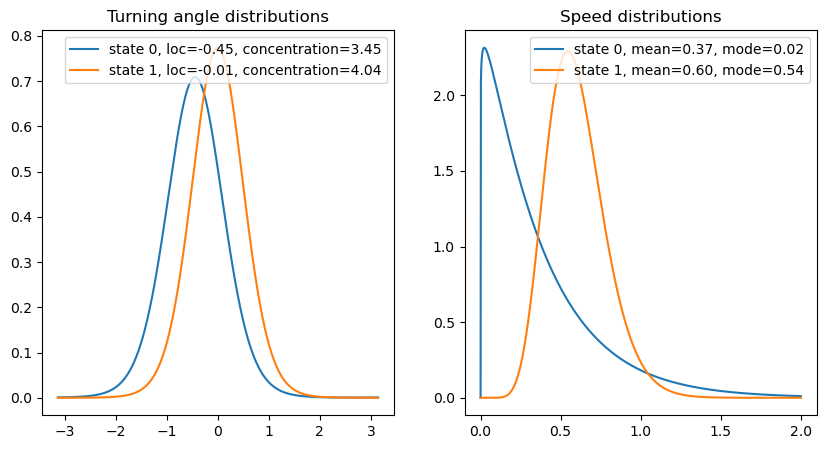 Turning angle distributions
state 0, loc=-0.45, concentration=3.45
state 1, loc=-0.01, concentration=4.04
0.8
0.7
0.6
0.5
0.4
0.3
0.2
0.1
0.0
−3 −2 −1 0 1 2 3
Speed distributions
state 0, mean=0.37, mode=0.02
state 1, mean=0.60, mode=0.54
2.0
1.5
1.0
0.5
0.0
0.0 0.5 1.0 1.5 2.0